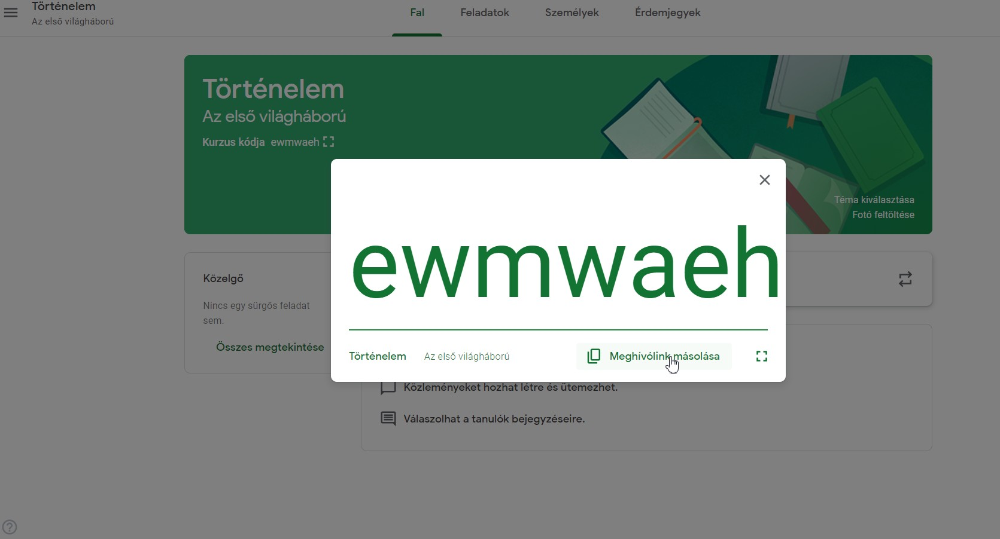 Történelem
Az első világháború
Fal
Feladatok
Személyek
Érdemjegyek
Történelem
Az első világháború
Kurzus kódja ewmwaeh
Téma kiválasztása
Fotó feltöltése
ewmwaeh
Történelem
Az első világháború
Meghívólink másolása
Közelgő
Nincs egy sürgős feladat
sem.
Összes megtekintése
Közleményeket hozhat létre és ütemezhet.
Válaszolhat a tanulók bejegyzéseire.